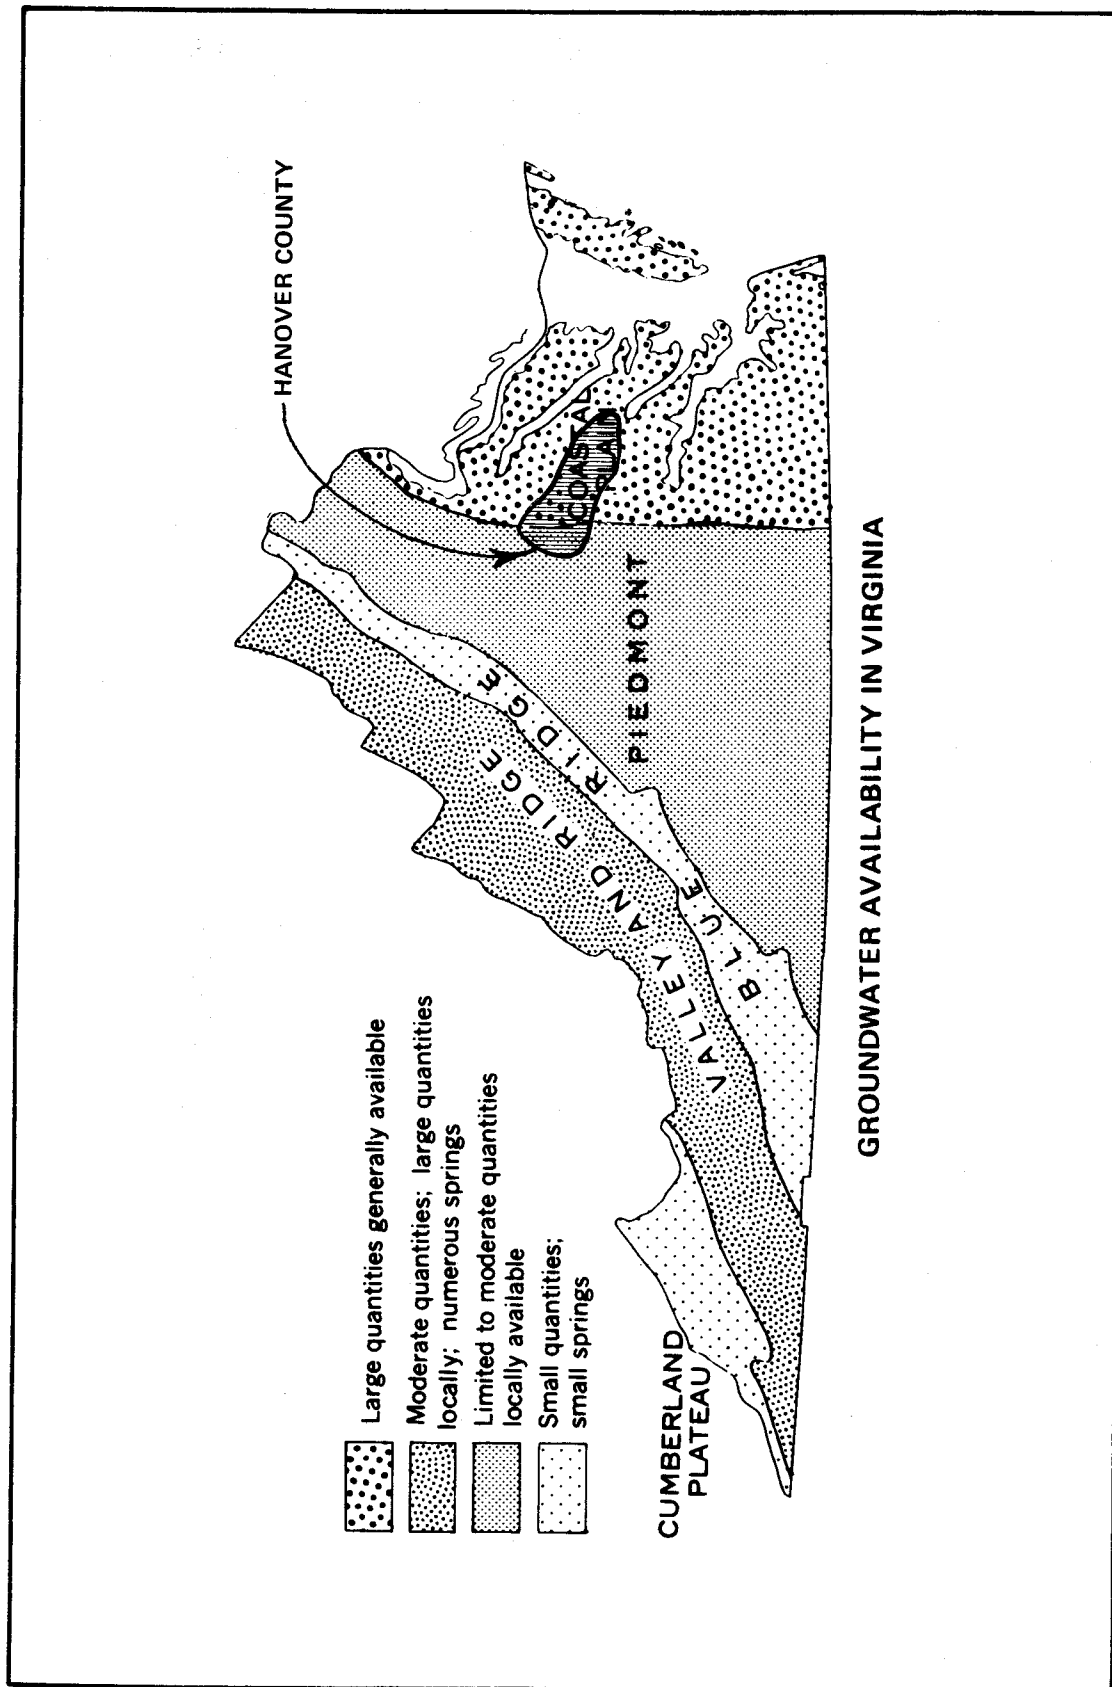 HANOVER COUNTY
Large quantities generally available
Moderate quantities; large quantities
locally; numerous springs
Limited to moderate quantities
locally available
Small quantities;
small springs
CUMBERLAND
PLATEAU
VALLEY AND RIDGE
BLUE RIDGE
PIEDMONT
COASTAL
PLAIN
GROUNDWATER AVAILABILITY IN VIRGINIA